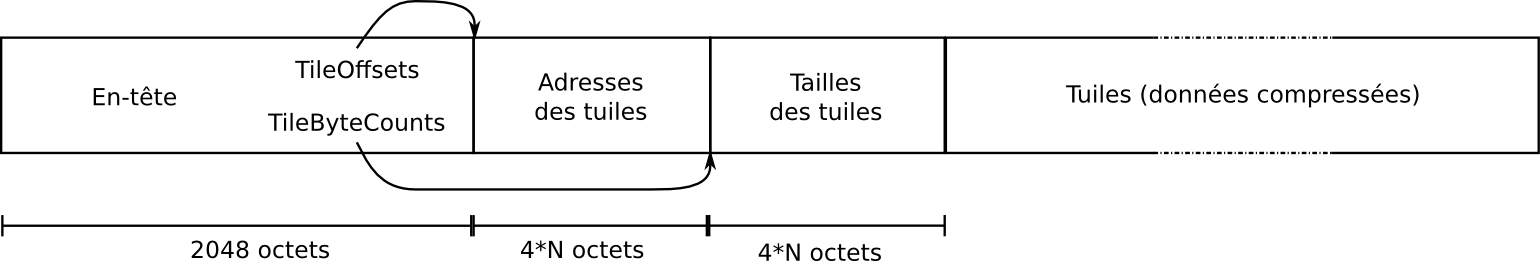 En-tête
TileOffsets
TileByteCounts
Adresses
des tuiles
Tailles
des tuiles
Tuiles (données compressées)
2048 octets
4*N octets
4*N octets